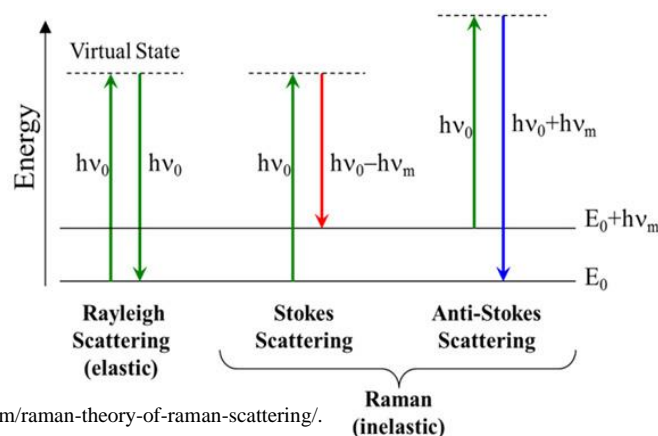 Virtual State
Energy
hν₀
hν₀
hν₀
hν₀–hνₘ
hν₀
hν₀+hνₘ
E₀+hνₘ
E₀
Rayleigh
Scattering
(elastic)
Stokes
Scattering
Anti-Stokes
Scattering
Raman
(inelastic)
m/raman-theory-of-raman-scattering/.